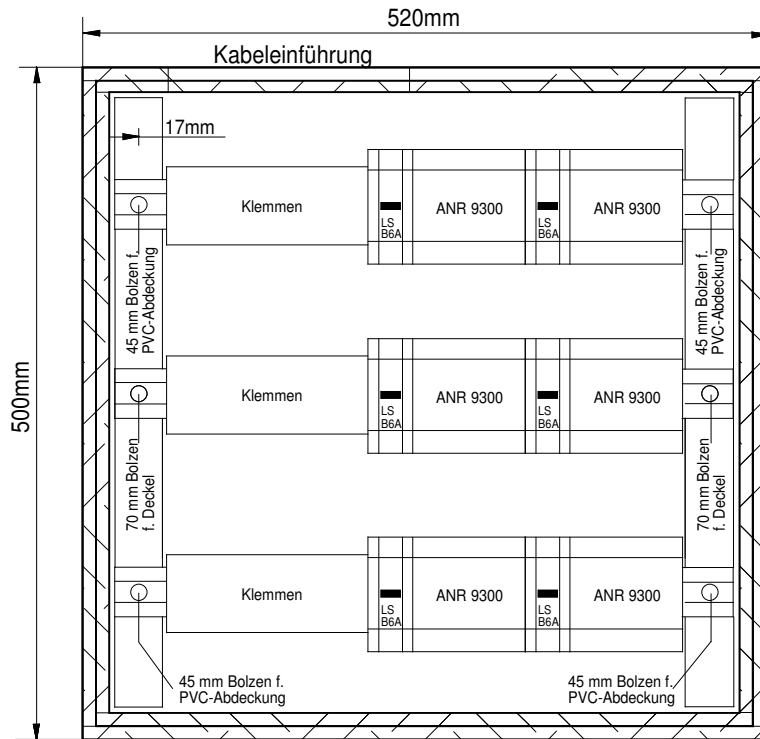 520mm
Kabeleinführung
500mm
17mm
Klemmen
LS
B6A
ANR 9300
LS
B6A
ANR 9300
45 mm Bolzen f.
PVC-Abdeckung
45 mm Bolzen f.
PVC-Abdeckung
Klemmen
LS
B6A
ANR 9300
LS
B6A
ANR 9300
70 mm Bolzen
f. Deckel
70 mm Bolzen
f. Deckel
Klemmen
LS
B6A
ANR 9300
LS
B6A
ANR 9300
45 mm Bolzen f.
PVC-Abdeckung
45 mm Bolzen f.
PVC-Abdeckung